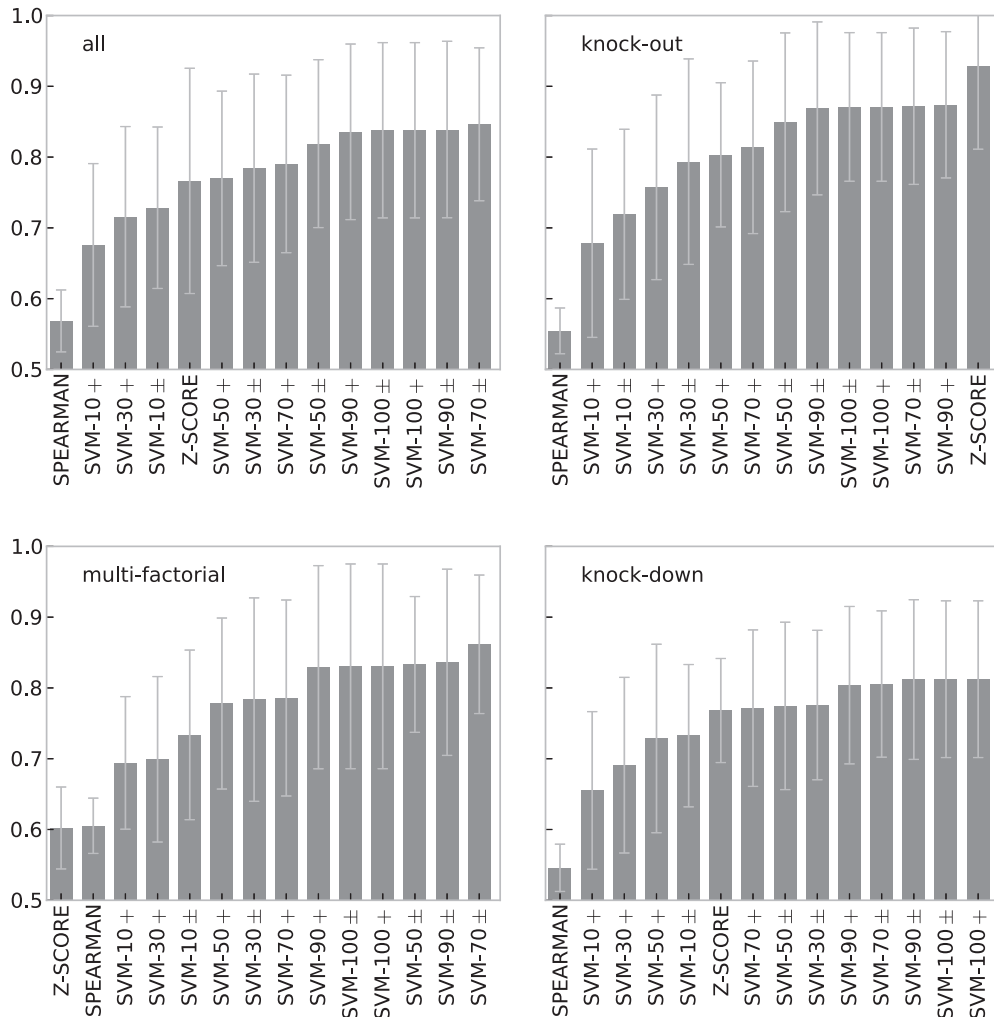 1.0
0.9
0.8
0.7
0.6
0.5
all
SPEARMAN
SVM-10 +
SVM-30 +
SVM-10 ±
Z-SCORE
SVM-50 +
SVM-30 ±
SVM-70 +
SVM-50 ±
SVM-90 +
SVM-100 ±
SVM-100 +
SVM-90 ±
SVM-70 ±
knock-out
SPEARMAN
SVM-10 +
SVM-10 ±
SVM-30 +
SVM-30 ±
SVM-50 +
SVM-70 +
SVM-50 ±
SVM-90 ±
SVM-100 ±
SVM-100 +
SVM-70 ±
SVM-90 +
Z-SCORE
1.0
0.9
0.8
0.7
0.6
0.5
multi-factorial
Z-SCORE
SPEARMAN
SVM-10 +
SVM-30 +
SVM-10 ±
SVM-50 +
SVM-30 ±
SVM-70 +
SVM-90 +
SVM-100 ±
SVM-100 +
SVM-50 ±
SVM-90 ±
SVM-70 ±
knock-down
SPEARMAN
SVM-10 +
SVM-30 +
SVM-50 +
SVM-10 ±
Z-SCORE
SVM-70 +
SVM-50 ±
SVM-30 ±
SVM-90 +
SVM-70 ±
SVM-90 ±
SVM-100 ±
SVM-100 +